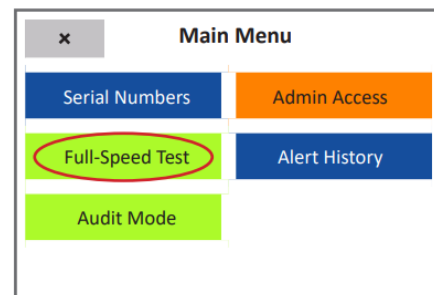 × Main Menu
Serial Numbers Admin Access
Full-Speed Test Alert History
Audit Mode